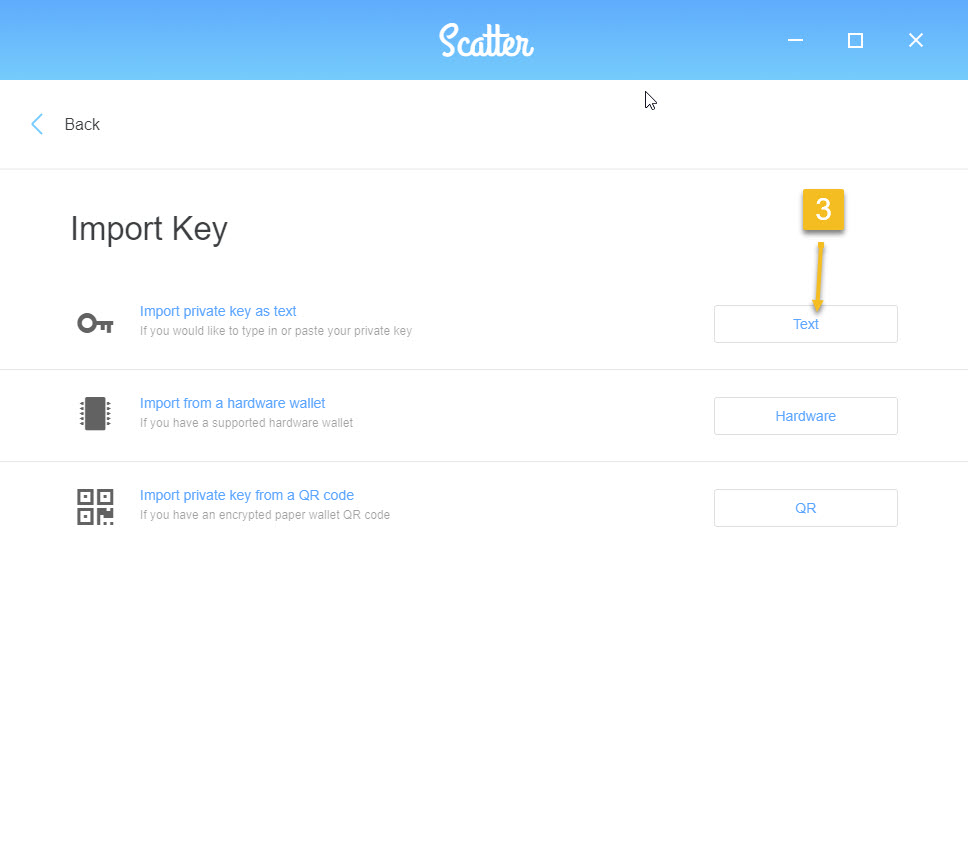 Scatter
Back
3
Import Key
Import private key as text
If you would like to type in or paste your private key
Text
Import from a hardware wallet
If you have a supported hardware wallet
Hardware
Import private key from a QR code
If you have an encrypted paper wallet QR code
QR